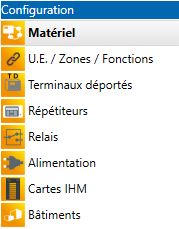 Configuration
Matériel
U.E. / Zones / Fonctions
T D
Terminaux déportés
Répétiteurs
Relais
Alimentation
Cartes IHM
Bâtiments